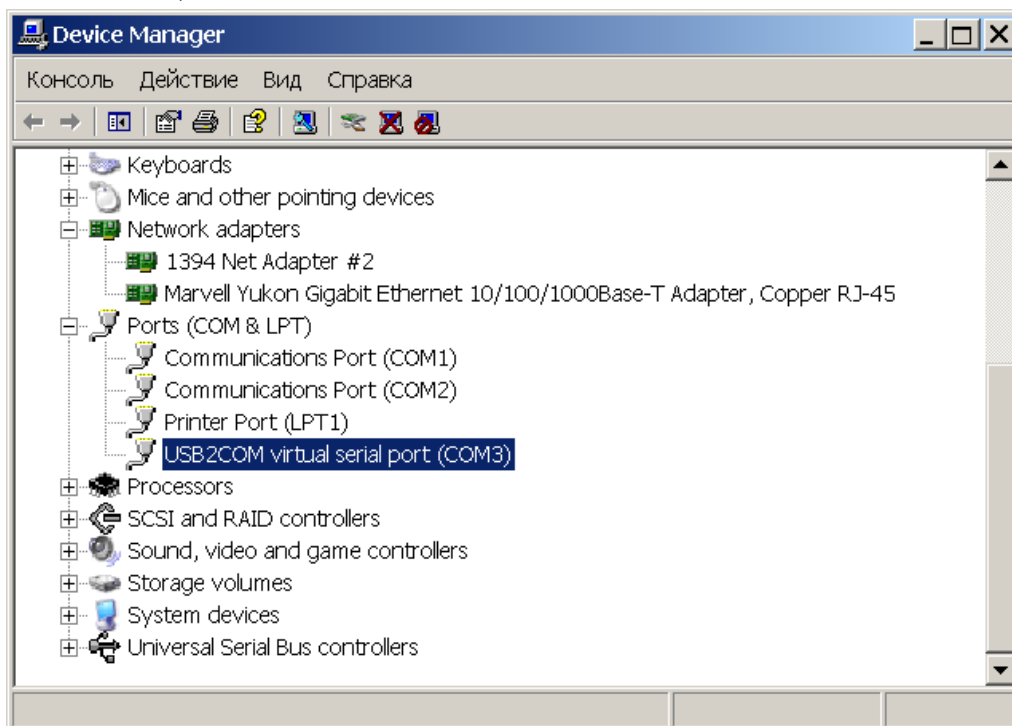 Device Manager
Консоль Действие Вид Справка
Keyboards
Mice and other pointing devices
Network adapters
1394 Net Adapter #2
Marvell Yukon Gigabit Ethernet 10/100/1000Base-T Adapter, Copper RJ-45
Ports (COM & LPT)
Communications Port (COM1)
Communications Port (COM2)
Printer Port (LPT1)
USB2COM virtual serial port (COM3)
Processors
SCSI and RAID controllers
Sound, video and game controllers
Storage volumes
System devices
Universal Serial Bus controllers